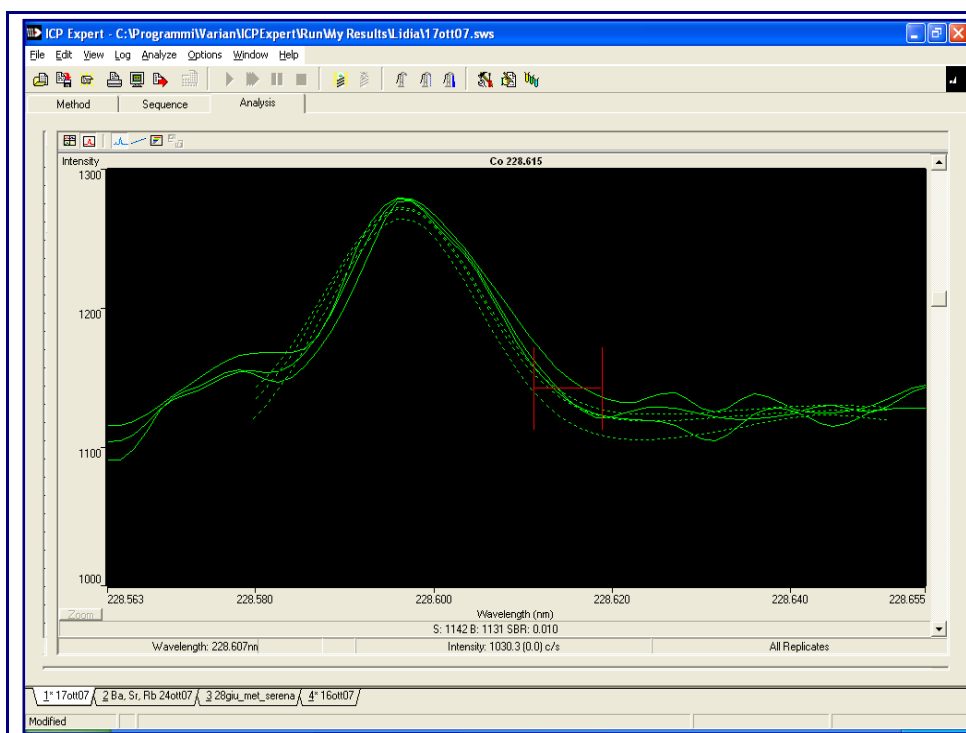 ICP Expert - C:\Programmi\Varian\ICPExpert\Run\My Results\Lidia\17ott07.sws
File Edit View Log Analyze Options Window Help
Method Sequence Analysis
Intensity Co 228.615
1300
1200
1100
1000
228.563 228.580 228.600 228.620 228.640 228.655
Zoom Wavelength (nm)
S: 1142 B: 1131 SBR: 0.010
Wavelength: 228.607nm Intensity: 1030.3 (0.0) c/s All Replicates
1* 17ott07 2 Ba, Sr, Rb 24ott07 3 28giu_met_serena 4* 16ott07
Modified